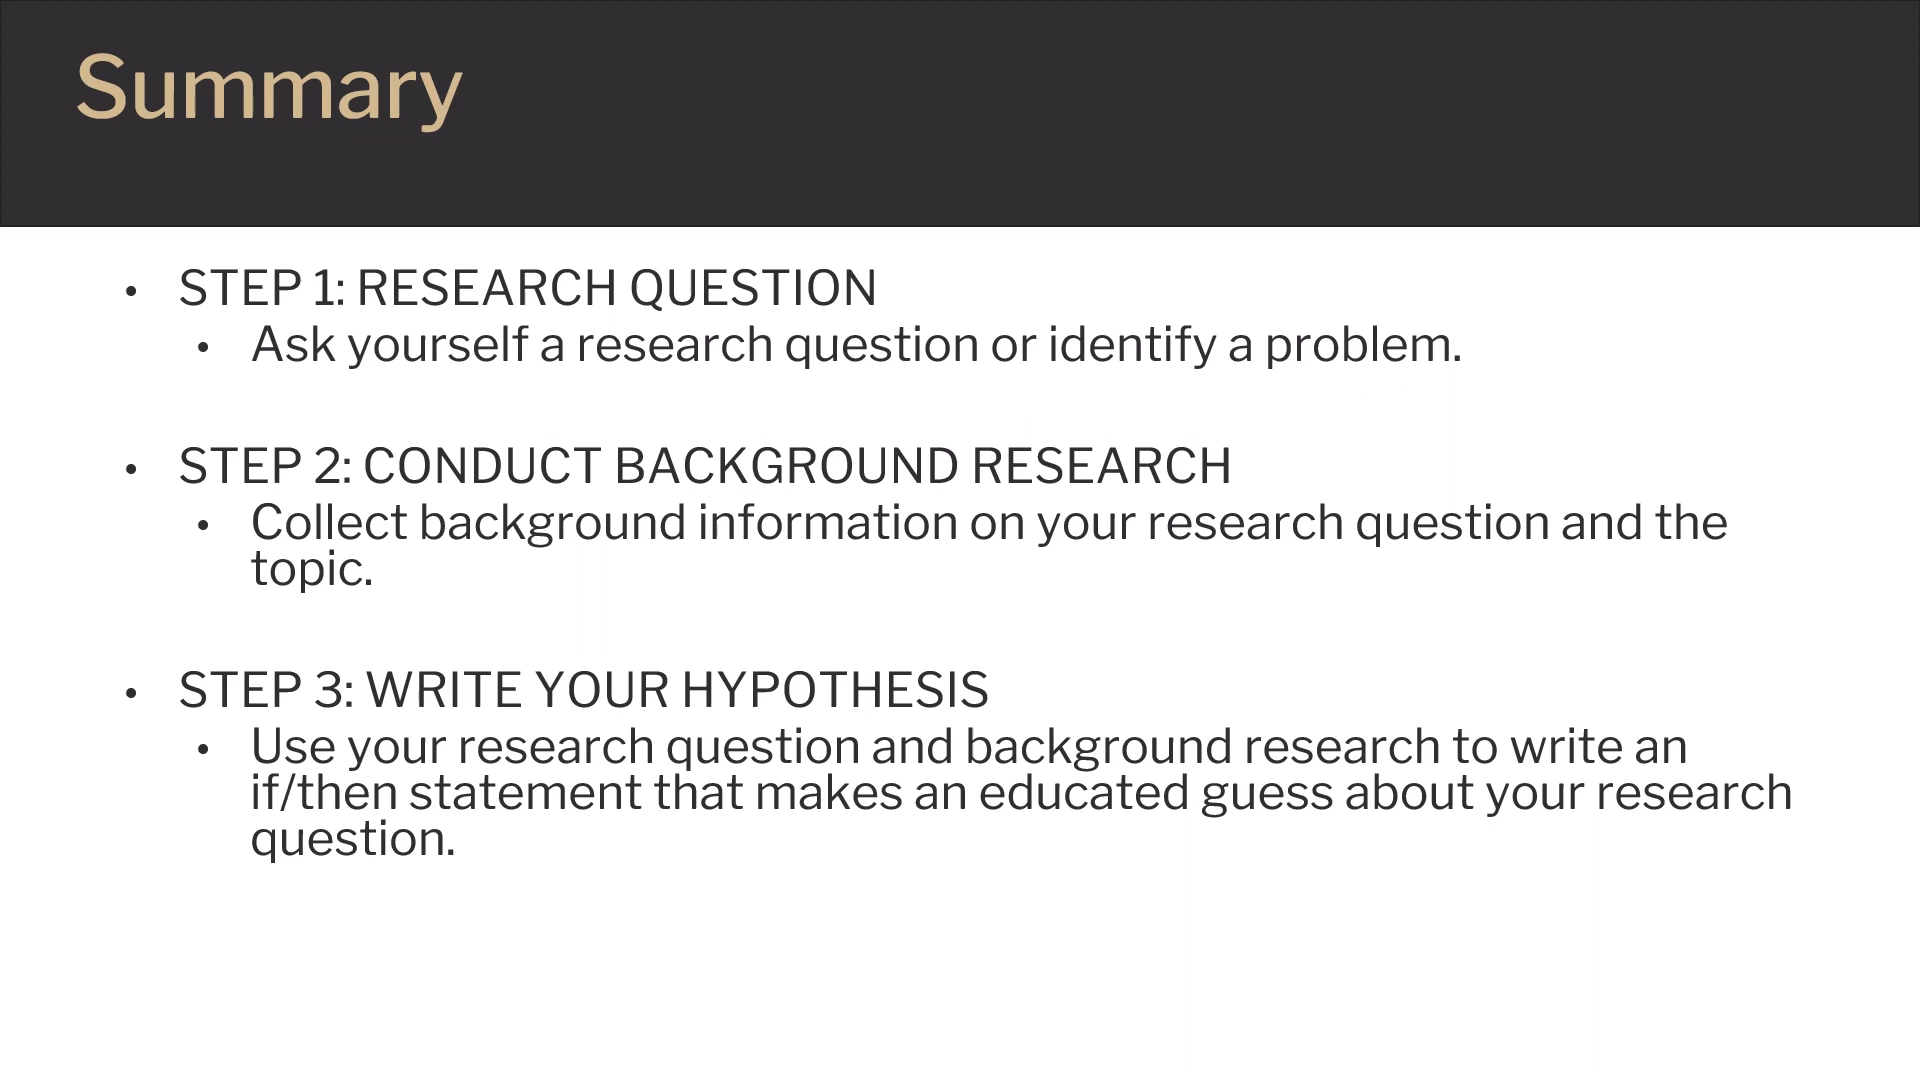 Summary
• STEP 1: RESEARCH QUESTION
• Ask yourself a research question or identify a problem.
• STEP 2: CONDUCT BACKGROUND RESEARCH
• Collect background information on your research question and the
topic.
• STEP 3: WRITE YOUR HYPOTHESIS
• Use your research question and background research to write an
if/then statement that makes an educated guess about your research
question.